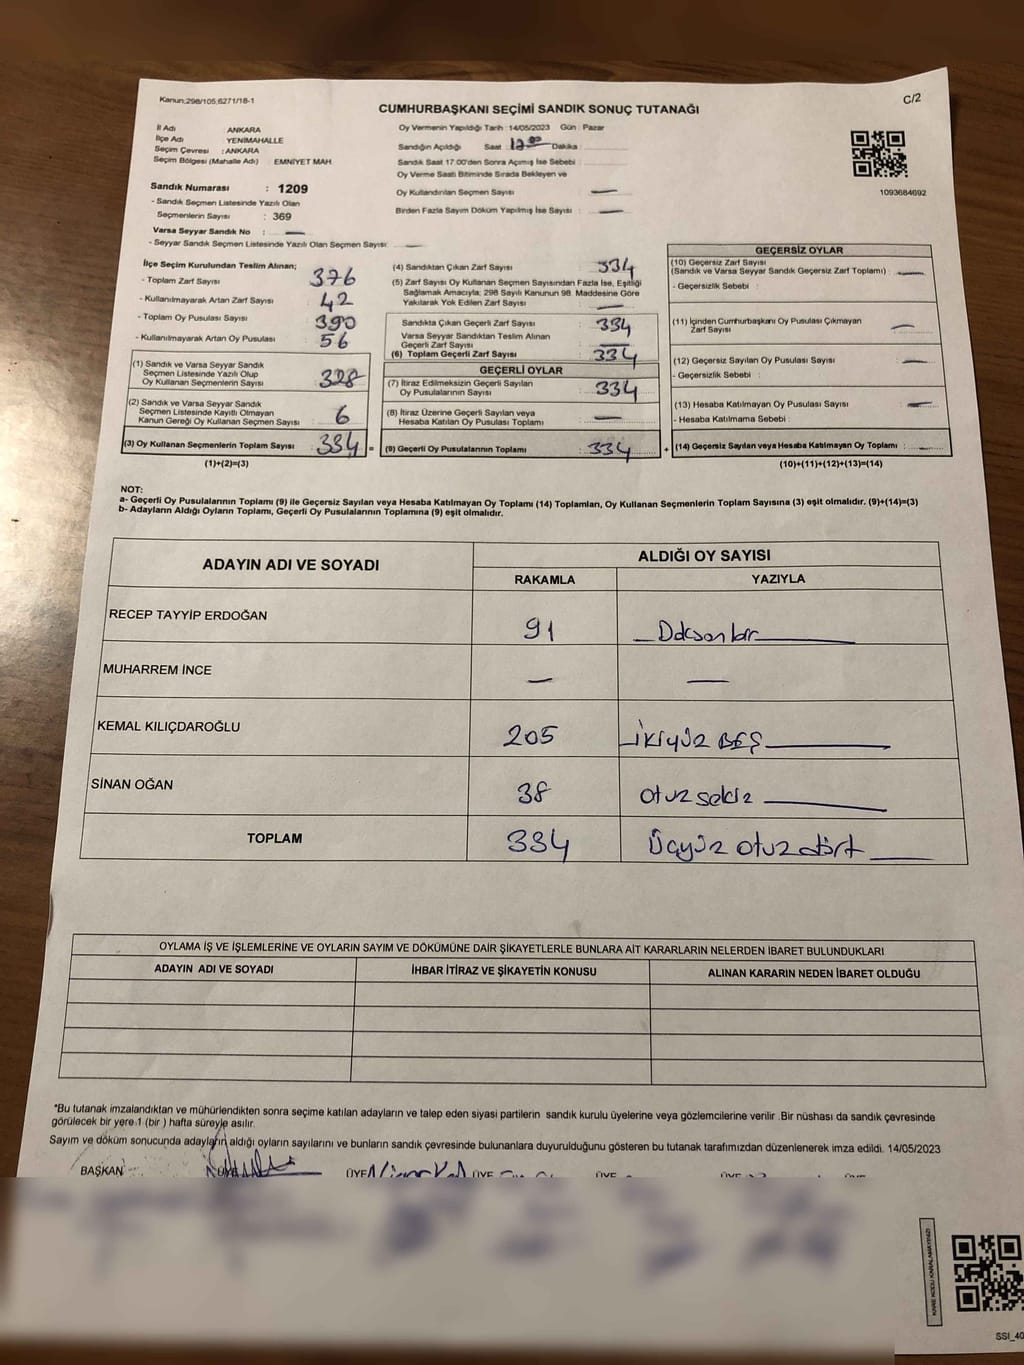 Kanun:298/105,6271/18-1
C/2
CUMHURBAŞKANI SEÇİMİ SANDIK SONUÇ TUTANAĞI
İl Adı ANKARA
İlçe Adı YENİMAHALLE
Seçim Çevresi : ANKARA
Seçim Bölgesi (Mahalle Adı) : EMNİYET MAH.
Oy Vermenin Yapıldığı Tarih : 14/05/2023 Gün : Pazar
Sandığın Açıldığı Saat Dakika
Sandık Saat 17.00'den Sonra Açılmış İse Sebebi :
Oy Verme Saati Bitiminde Sırada Bekleyen ve
Oy Kullandırılan Seçmen Sayısı : —
Birden Fazla Sayım Döküm Yapılmış İse Sayısı : —
1093684692
Sandık Numarası : 1209
- Sandık Seçmen Listesinde Yazılı Olan
Seçmenlerin Sayısı : 369
Varsa Seyyar Sandık No : —
- Seyyar Sandık Seçmen Listesinde Yazılı Olan Seçmen Sayısı: —
İlçe Seçim Kurulundan Teslim Alınan;
- Toplam Zarf Sayısı : 376
- Kullanılmayarak Artan Zarf Sayısı : 42
- Toplam Oy Pusulası Sayısı : 390
- Kullanılmayarak Artan Oy Pusulası : 56
(1) Sandık ve Varsa Seyyar Sandık
Seçmen Listesinde Yazılı Olup
Oy Kullanan Seçmenlerin Sayısı : 328
(2) Sandık ve Varsa Seyyar Sandık
Seçmen Listesinde Kayıtlı Olmayan
Kanun Gereği Oy Kullanan Seçmen Sayısı : 6
(3) Oy Kullanan Seçmenlerin Toplam Sayısı : 334 =
(1)+(2)=(3)
(4) Sandıktan Çıkan Zarf Sayısı : 334
(5) Zarf Sayısı Oy Kullanan Seçmen Sayısından Fazla İse, Eşitliği
Sağlamak Amacıyla; 298 Sayılı Kanunun 98. Maddesine Göre
Yakılarak Yok Edilen Zarf Sayısı : —
Sandıkta Çıkan Geçerli Zarf Sayısı : 334
Varsa Seyyar Sandıktan Teslim Alınan
Geçerli Zarf Sayısı : —
(6) Toplam Geçerli Zarf Sayısı : 334
GEÇERLİ OYLAR
(7) İtiraz Edilmeksizin Geçerli Sayılan
Oy Pusulalarının Sayısı : 334
(8) İtiraz Üzerine Geçerli Sayılan veya
Hesaba Katılan Oy Pusulası Toplamı : —
(9) Geçerli Oy Pusulalarının Toplamı : 334 +
GEÇERSİZ OYLAR
(10) Geçersiz Zarf Sayısı
(Sandık ve Varsa Seyyar Sandık Geçersiz Zarf Toplamı) : —
- Geçersizlik Sebebi :
(11) İçinden Cumhurbaşkanı Oy Pusulası Çıkmayan
Zarf Sayısı : —
(12) Geçersiz Sayılan Oy Pusulası Sayısı : —
- Geçersizlik Sebebi :
(13) Hesaba Katılmayan Oy Pusulası Sayısı : —
- Hesaba Katılmama Sebebi :
(14) Geçersiz Sayılan veya Hesaba Katılmayan Oy Toplamı : —
(10)+(11)+(12)+(13)=(14)
NOT:
a- Geçerli Oy Pusulalarının Toplamı (9) ile Geçersiz Sayılan veya Hesaba Katılmayan Oy Toplamı (14) Toplamları, Oy Kullanan Seçmenlerin Toplam Sayısına (3) eşit olmalıdır. (9)+(14)=(3)
b- Adayların Aldığı Oyların Toplamı, Geçerli Oy Pusulalarının Toplamına (9) eşit olmalıdır.
ADAYIN ADI VE SOYADI
ALDIĞI OY SAYISI
RAKAMLA YAZIYLA
RECEP TAYYİP ERDOĞAN 91 Doksan bir
MUHARREM İNCE — —
KEMAL KILIÇDAROĞLU 205 İkiyüz BEŞ
SİNAN OĞAN 38 otuz sekiz
TOPLAM 334 Üçyüz otuz dört
OYLAMA İŞ VE İŞLEMLERİNE VE OYLARIN SAYIM VE DÖKÜMÜNE DAİR ŞİKAYETLERLE BUNLARA AİT KARARLARIN NELERDEN İBARET BULUNDUKLARI
ADAYIN ADI VE SOYADI İHBAR İTİRAZ VE ŞİKAYETİN KONUSU ALINAN KARARIN NEDEN İBARET OLDUĞU
*Bu tutanak imzalandıktan ve mühürlendikten sonra seçime katılan adayların ve talep eden siyasi partilerin sandık kurulu üyelerine veya gözlemcilerine verilir .Bir nüshası da sandık çevresinde
görülecek bir yere 1 (bir ) hafta süreyle asılır.
Sayım ve döküm sonucunda adayların aldığı oyların sayılarını ve bunların sandık çevresinde bulunanlara duyurulduğunu gösteren bu tutanak tarafımızdan düzenlenerek imza edildi. 14/05/2023
BAŞKAN ÜYE ÜYE ÜYE ÜYE ÜYE
KARE KODU KARALAMAYINIZ!
SSI_40